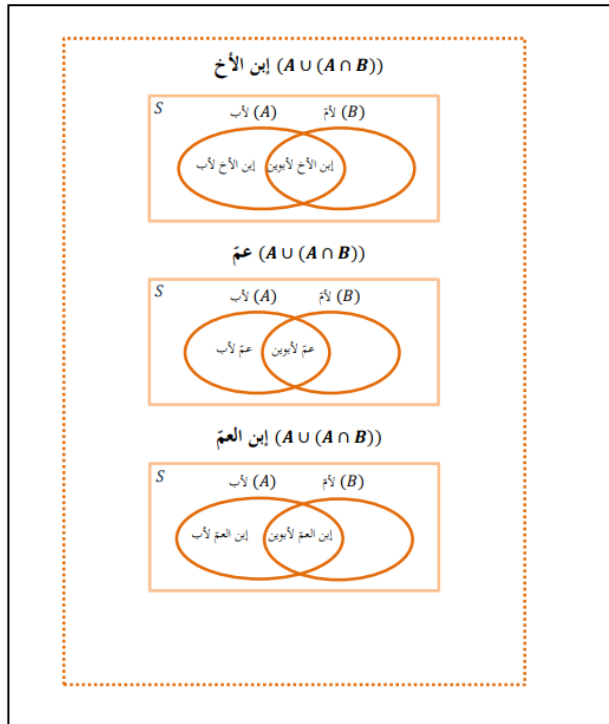 إبن الأخ (A ∪ (A ∩ B))
S
لأب (A) لأمّ (B)
إبن الأخ لأب إبن الأخ لأبوين
عمّ (A ∪ (A ∩ B))
S
لأب (A) لأمّ (B)
عمّ لأب عمّ لأبوين
إبن العمّ (A ∪ (A ∩ B))
S
لأب (A) لأمّ (B)
إبن العمّ لأب إبن العمّ لأبوين